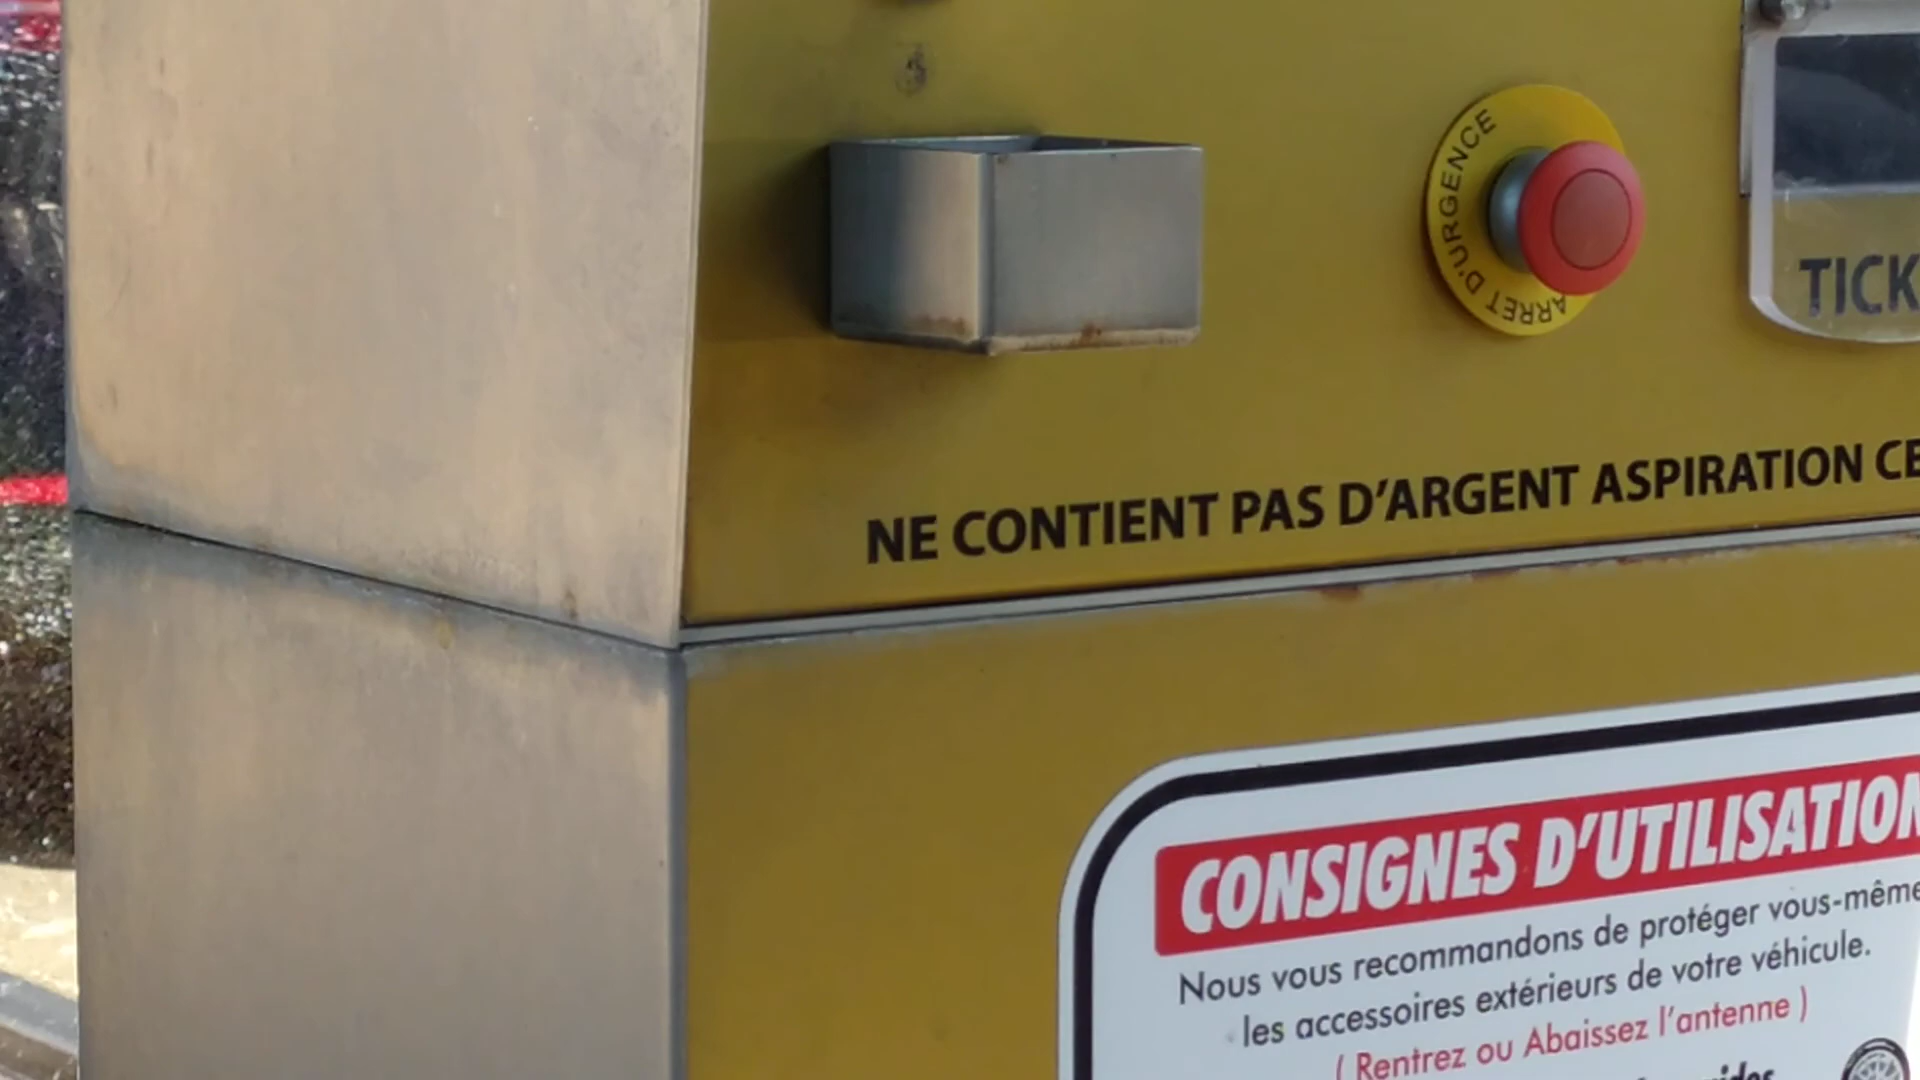 ARRET D'URGENCE
TICK
NE CONTIENT PAS D'ARGENT ASPIRATION CE
CONSIGNES D'UTILISATION
Nous vous recommandons de protéger vous-même
les accessoires extérieurs de votre véhicule.
( Rentrez ou Abaissez l'antenne )